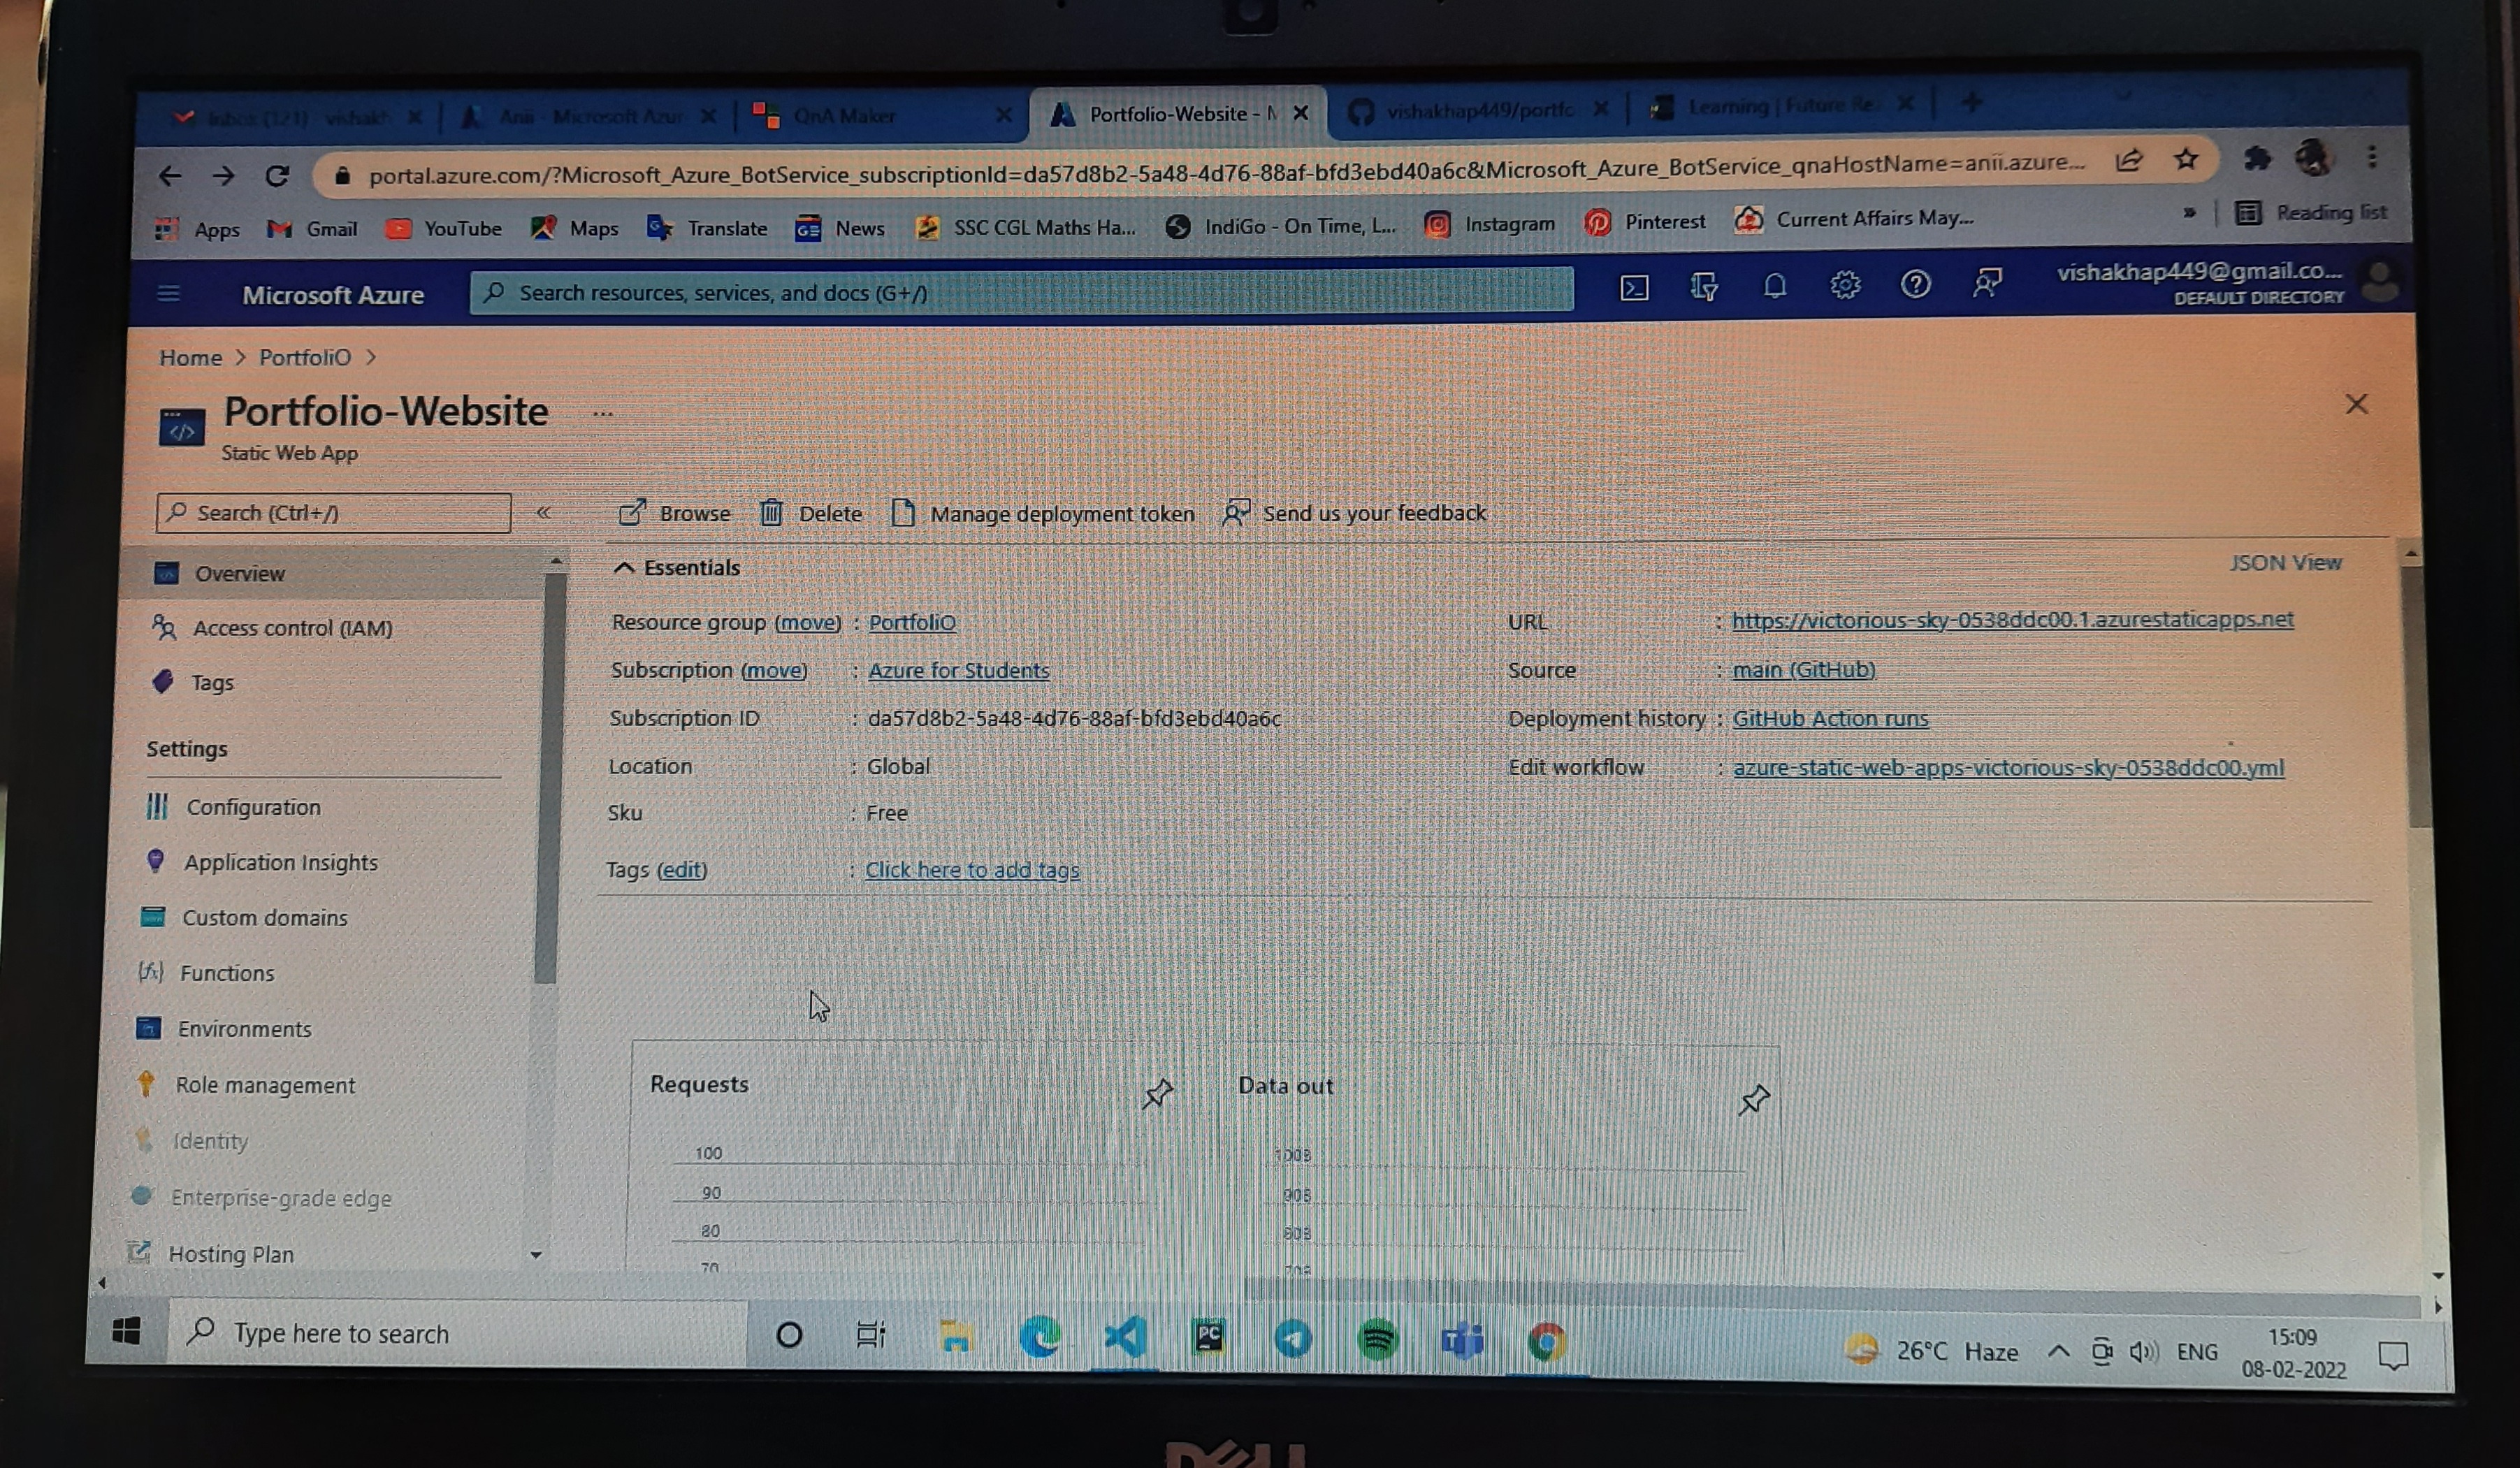 Inbox (121) - vishakh
Anii - Microsoft Azur
QnA Maker
Portfolio-Website - M
vishakhap449/portfo
Learning | Future Re
portal.azure.com/?Microsoft_Azure_BotService_subscriptionId=da57d8b2-5a48-4d76-88af-bfd3ebd40a6c&Microsoft_Azure_BotService_qnaHostName=anii.azure...
Apps Gmail YouTube Maps Translate News SSC CGL Maths Ha... IndiGo - On Time, L... Instagram Pinterest Current Affairs May... » Reading list
Microsoft Azure
Search resources, services, and docs (G+/)
vishakhap449@gmail.co...
DEFAULT DIRECTORY
Home > PortfoliO >
Portfolio-Website ...
Static Web App
Search (Ctrl+/) «
Browse Delete Manage deployment token Send us your feedback
Overview
Access control (IAM)
Tags
Settings
Configuration
Application Insights
Custom domains
Functions
Environments
Role management
Identity
Enterprise-grade edge
Hosting Plan
Essentials
JSON View
Resource group (move) : PortfoliO
Subscription (move) : Azure for Students
Subscription ID : da57d8b2-5a48-4d76-88af-bfd3ebd40a6c
Location : Global
Sku : Free
Tags (edit) : Click here to add tags
URL : https://victorious-sky-0538ddc00.1.azurestaticapps.net
Source : main (GitHub)
Deployment history : GitHub Action runs
Edit workflow : azure-static-web-apps-victorious-sky-0538ddc00.yml
Requests
100
90
80
70
Data out
100B
90B
80B
70B
Type here to search
PC
26°C Haze
ENG
15:09
08-02-2022
DELL